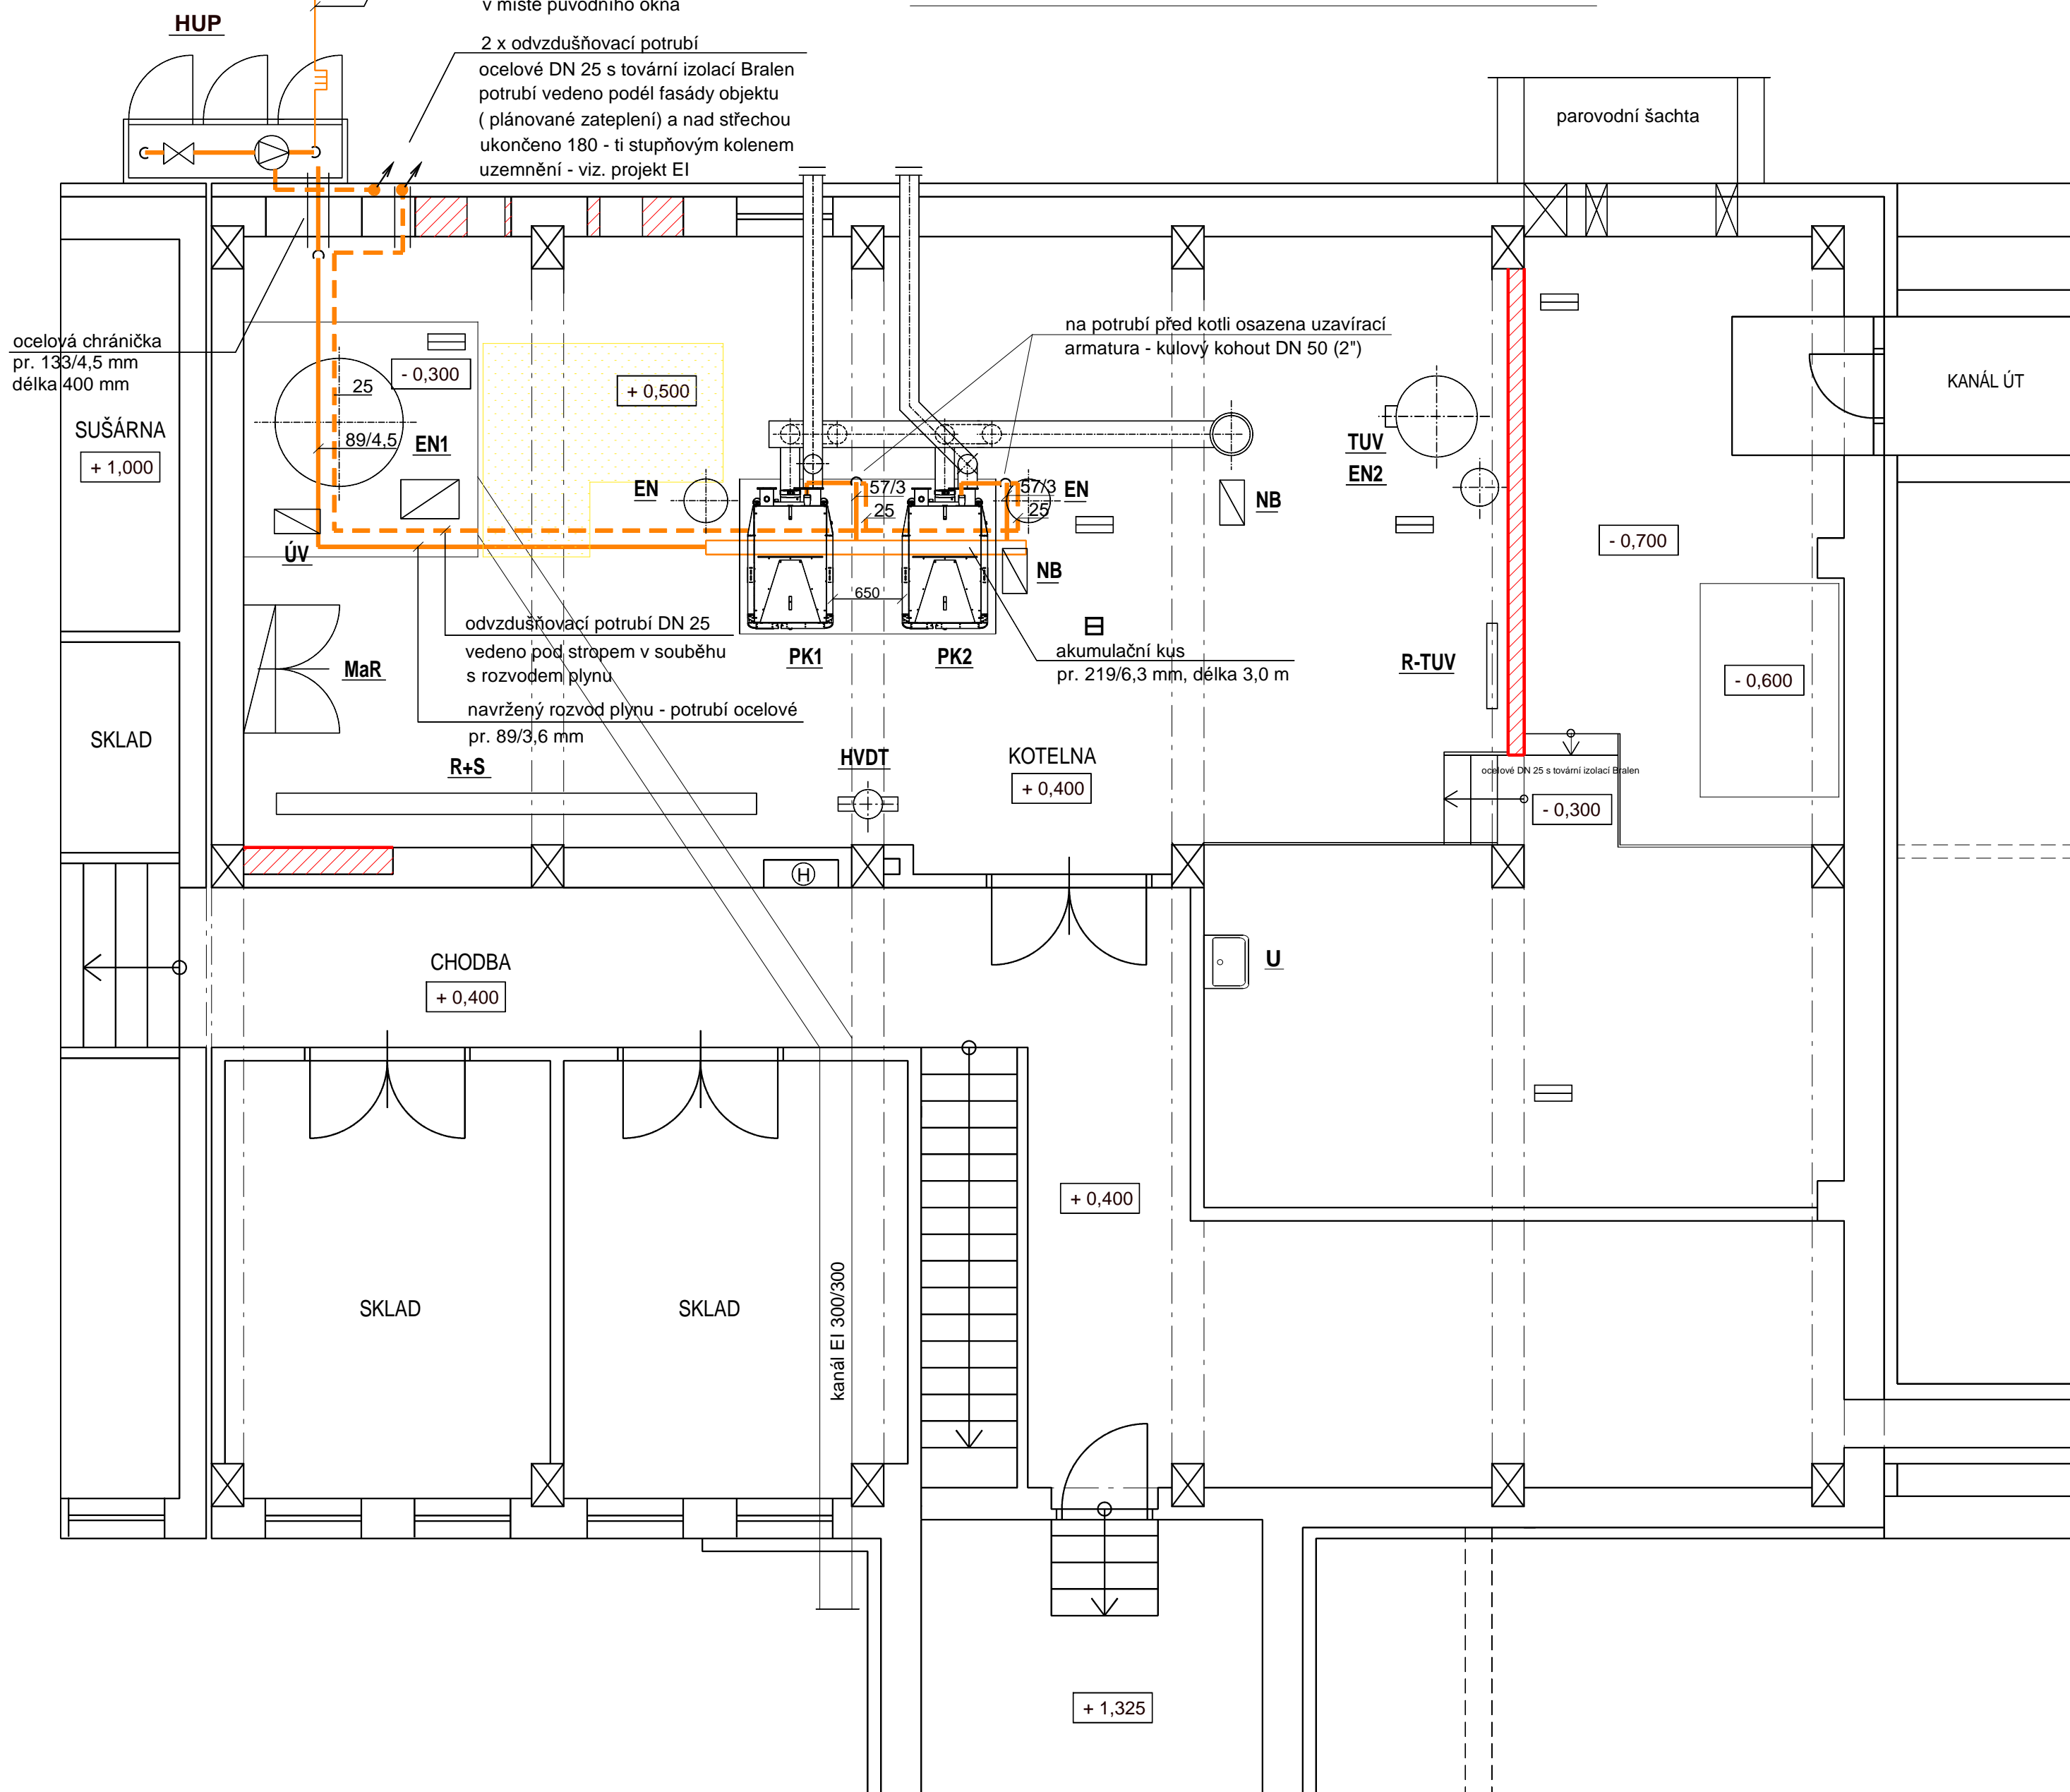 v místě původního okna
HUP
2 x odvzdušňovací potrubí
ocelové DN 25 s tovární izolací Bralen
potrubí vedeno podél fasády objektu
( plánované zateplení) a nad střechou
ukončeno 180 - ti stupňovým kolenem
uzemnění - viz. projekt EI
parovodní šachta
ocelová chránička
pr. 133/4,5 mm
délka 400 mm
na potrubí před kotli osazena uzavírací
armatura - kulový kohout DN 50 (2")
- 0,300
+ 0,500
25
89/4,5
EN1
SUŠÁRNA
+ 1,000
KANÁL ÚT
TUV
EN2
EN
57/3
25
57/3
25
EN
NB
ÚV
NB
- 0,700
650
odvzdušňovací potrubí DN 25
vedeno pod stropem v souběhu
s rozvodem plynu
PK1
PK2
akumulační kus
pr. 219/6,3 mm, délka 3,0 m
MaR
R-TUV
- 0,600
navržený rozvod plynu - potrubí ocelové
pr. 89/3,6 mm
SKLAD
R+S
HVDT
KOTELNA
+ 0,400
ocelové DN 25 s tovární izolací Bralen
- 0,300
H
CHODBA
+ 0,400
U
+ 0,400
SKLAD
SKLAD
kanál EI 300/300
+ 1,325